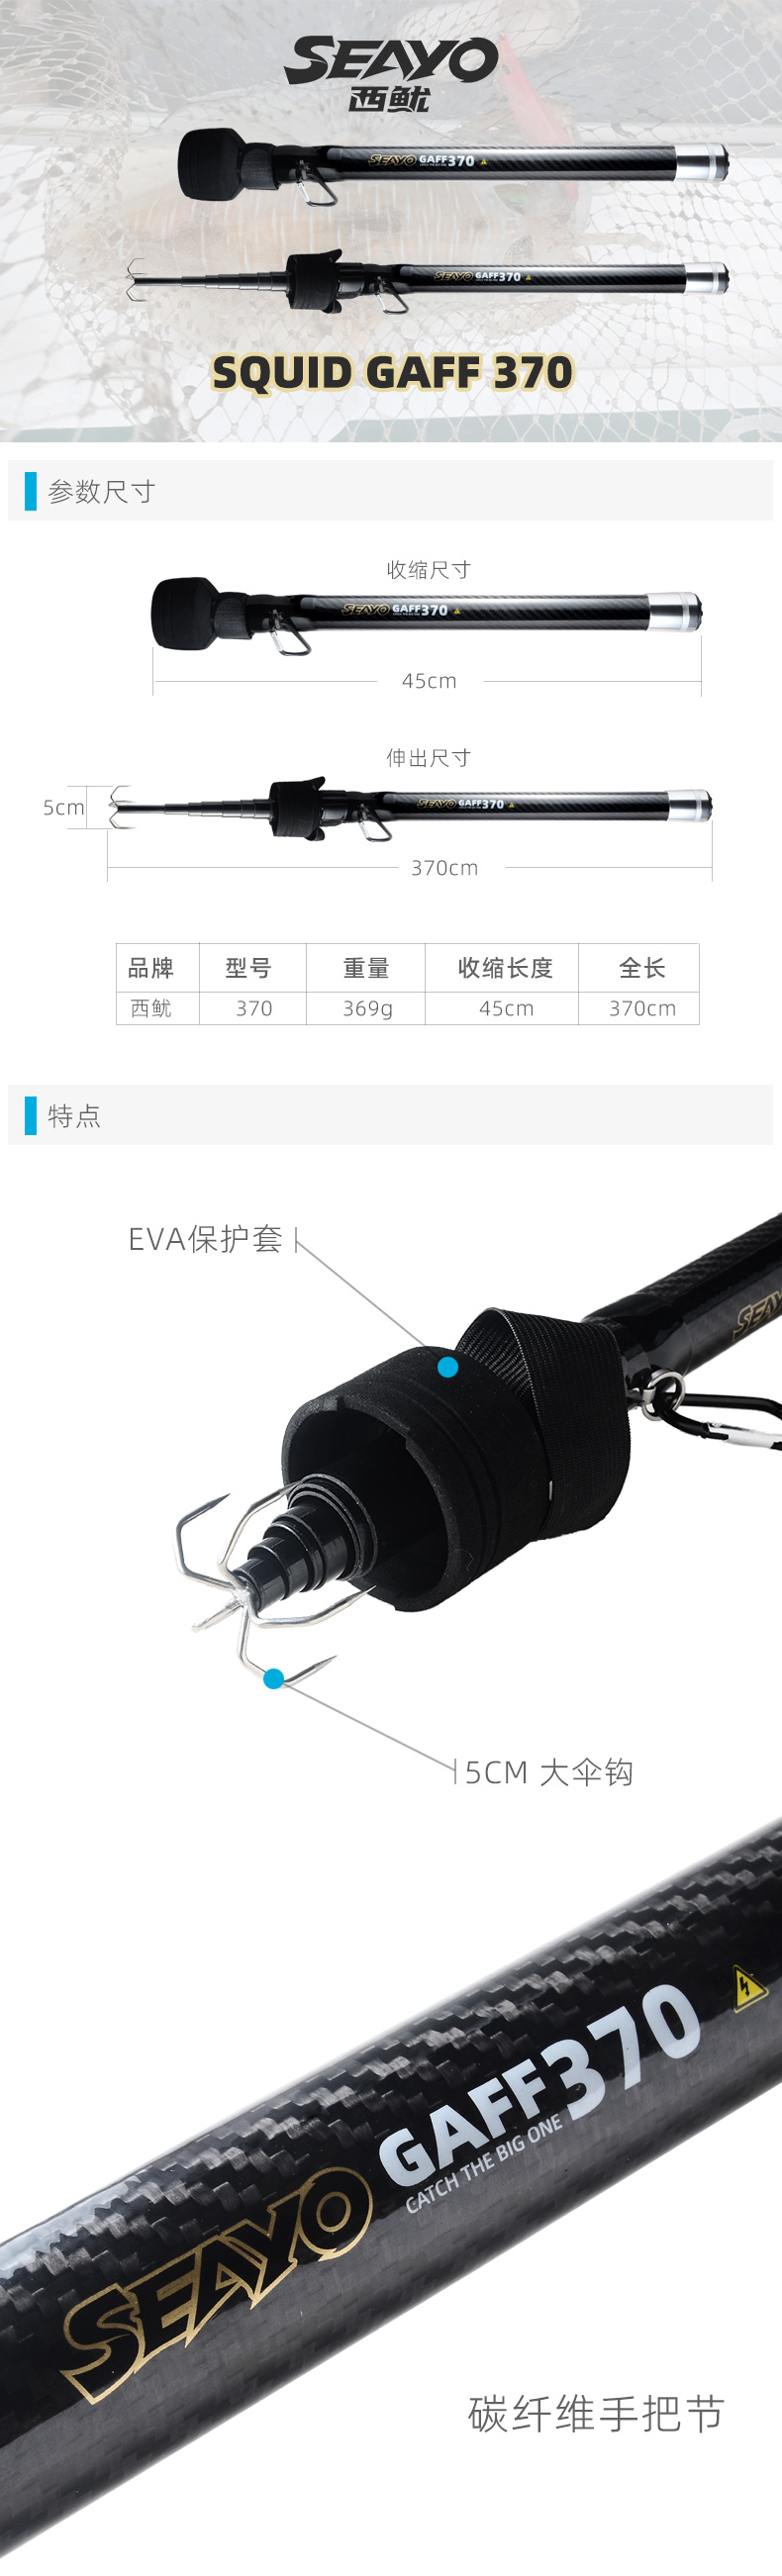 SEAYO
西鱿
SEAYO GAFF370
SEAYO GAFF370
SQUID GAFF 370
参数尺寸
收缩尺寸
SEAYO GAFF370
45cm
伸出尺寸
5cm
SEAYO GAFF370
370cm
品牌 型号 重量 收缩长度 全长
西鱿 370 369g 45cm 370cm
特点
EVA保护套
SEAY
5CM 大伞钩
GAFF370
CATCH THE BIG ONE
SEAYO
碳纤维手把节